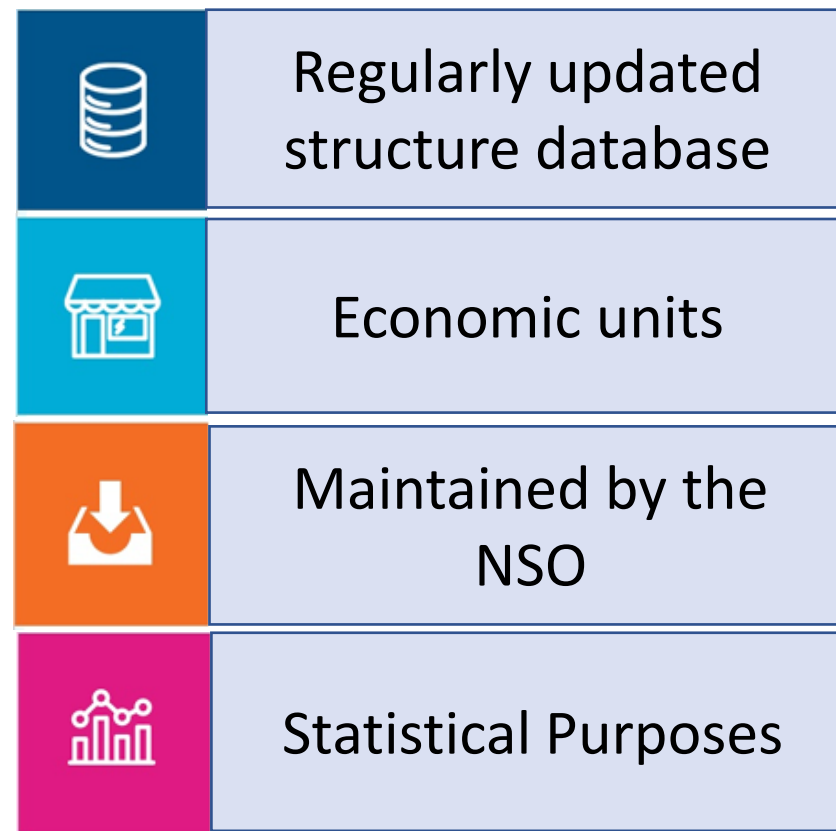 Regularly updated
structure database
Economic units
Maintained by the
NSO
Statistical Purposes